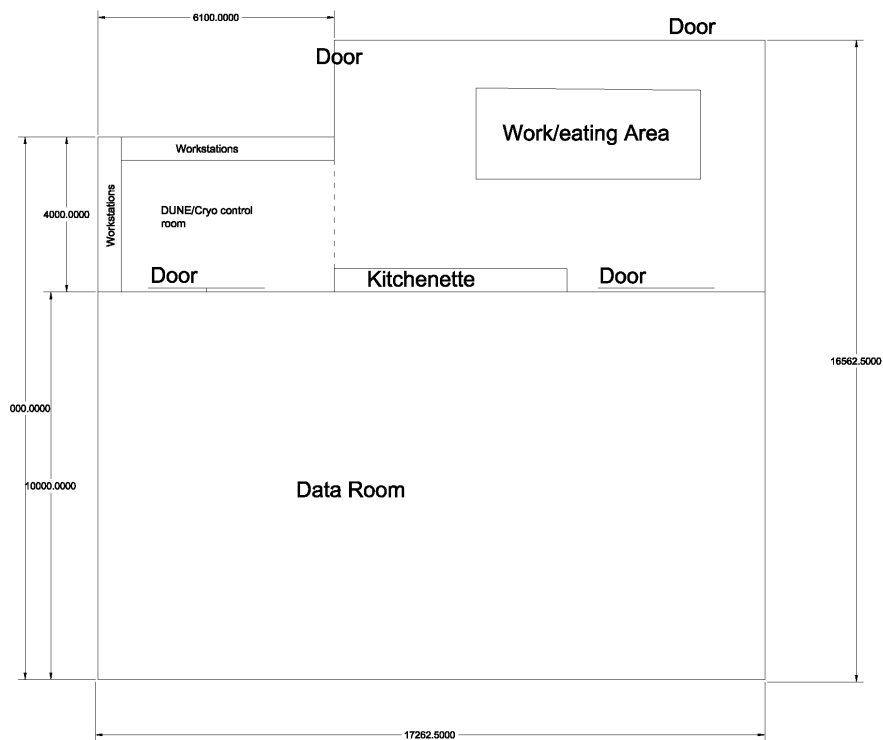 6100.0000
Door
Door
Work/eating Area
Workstations
Workstations
4000.0000
DUNE/Cryo control
room
Door
Kitchenette
Door
16562.5000
000.0000
10000.0000
Data Room
17262.5000